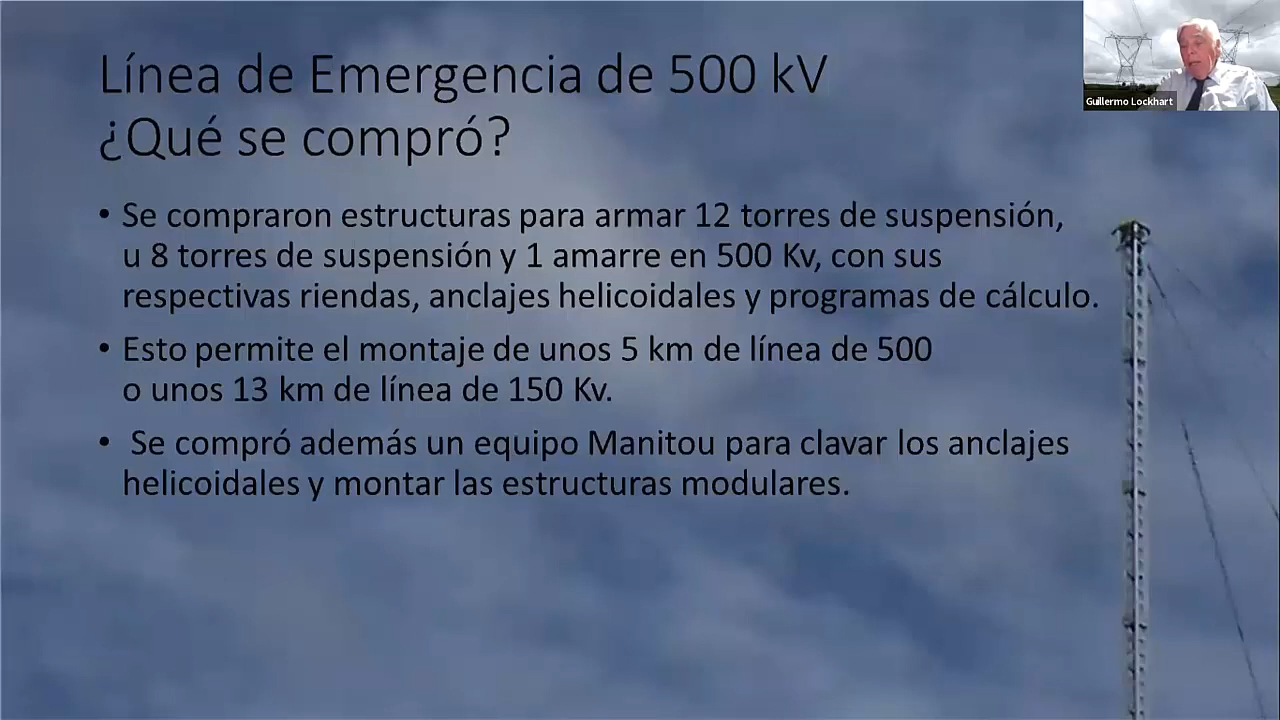 Línea de Emergencia de 500 kV
¿Qué se compró?
• Se compraron estructuras para armar 12 torres de suspensión,
u 8 torres de suspensión y 1 amarre en 500 Kv, con sus
respectivas riendas, anclajes helicoidales y programas de cálculo.
• Esto permite el montaje de unos 5 km de línea de 500
o unos 13 km de línea de 150 Kv.
• Se compró además un equipo Manitou para clavar los anclajes
helicoidales y montar las estructuras modulares.
Guillermo Lockhart